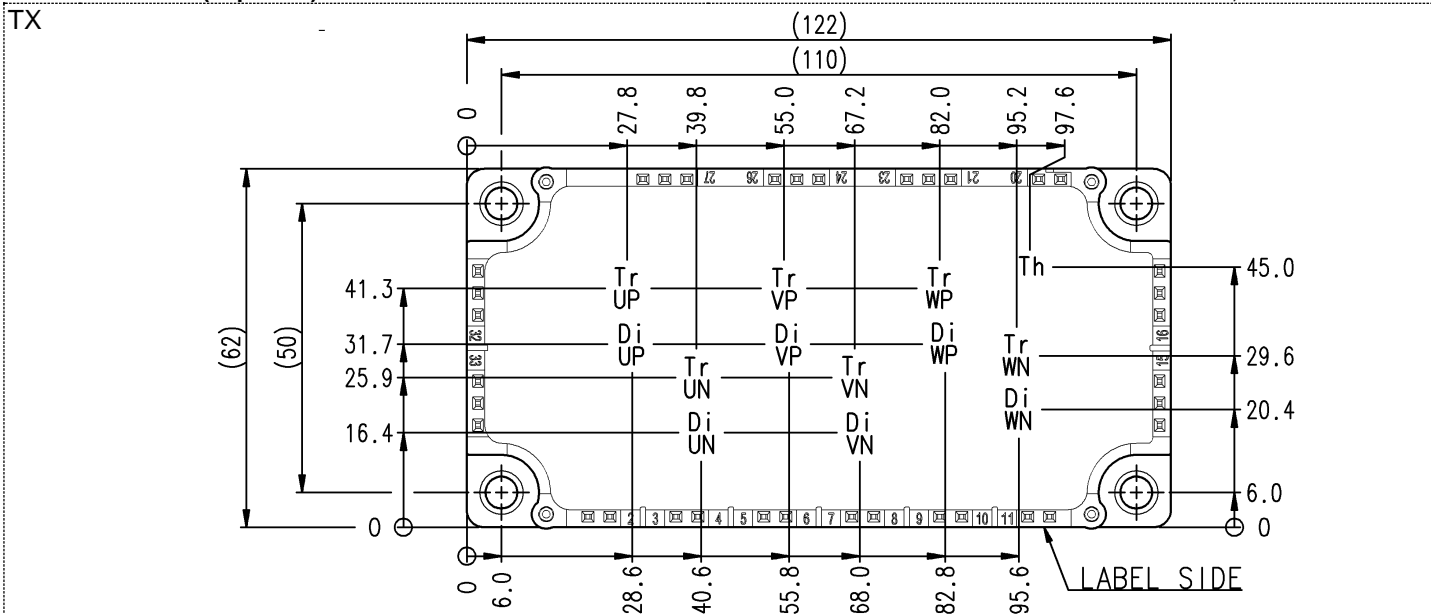 TX
(122)
(110)
0 27.8 39.8 55.0 67.2 82.0 95.2 97.6
27 26 24 23 21 20
Th 45.0
41.3 Tr Tr Tr
UP VP WP
(62) (50) 32 16
31.7 Di Di Di Tr
UP VP WP WN 29.6
33 15
25.9 Tr Tr
UN VN
Di 20.4
WN
16.4 Di Di
UN VN
6.0
2 3 4 5 6 7 8 9 10 11
0 0
0 6.0 28.6 40.6 55.8 68.0 82.8 95.6
LABEL SIDE